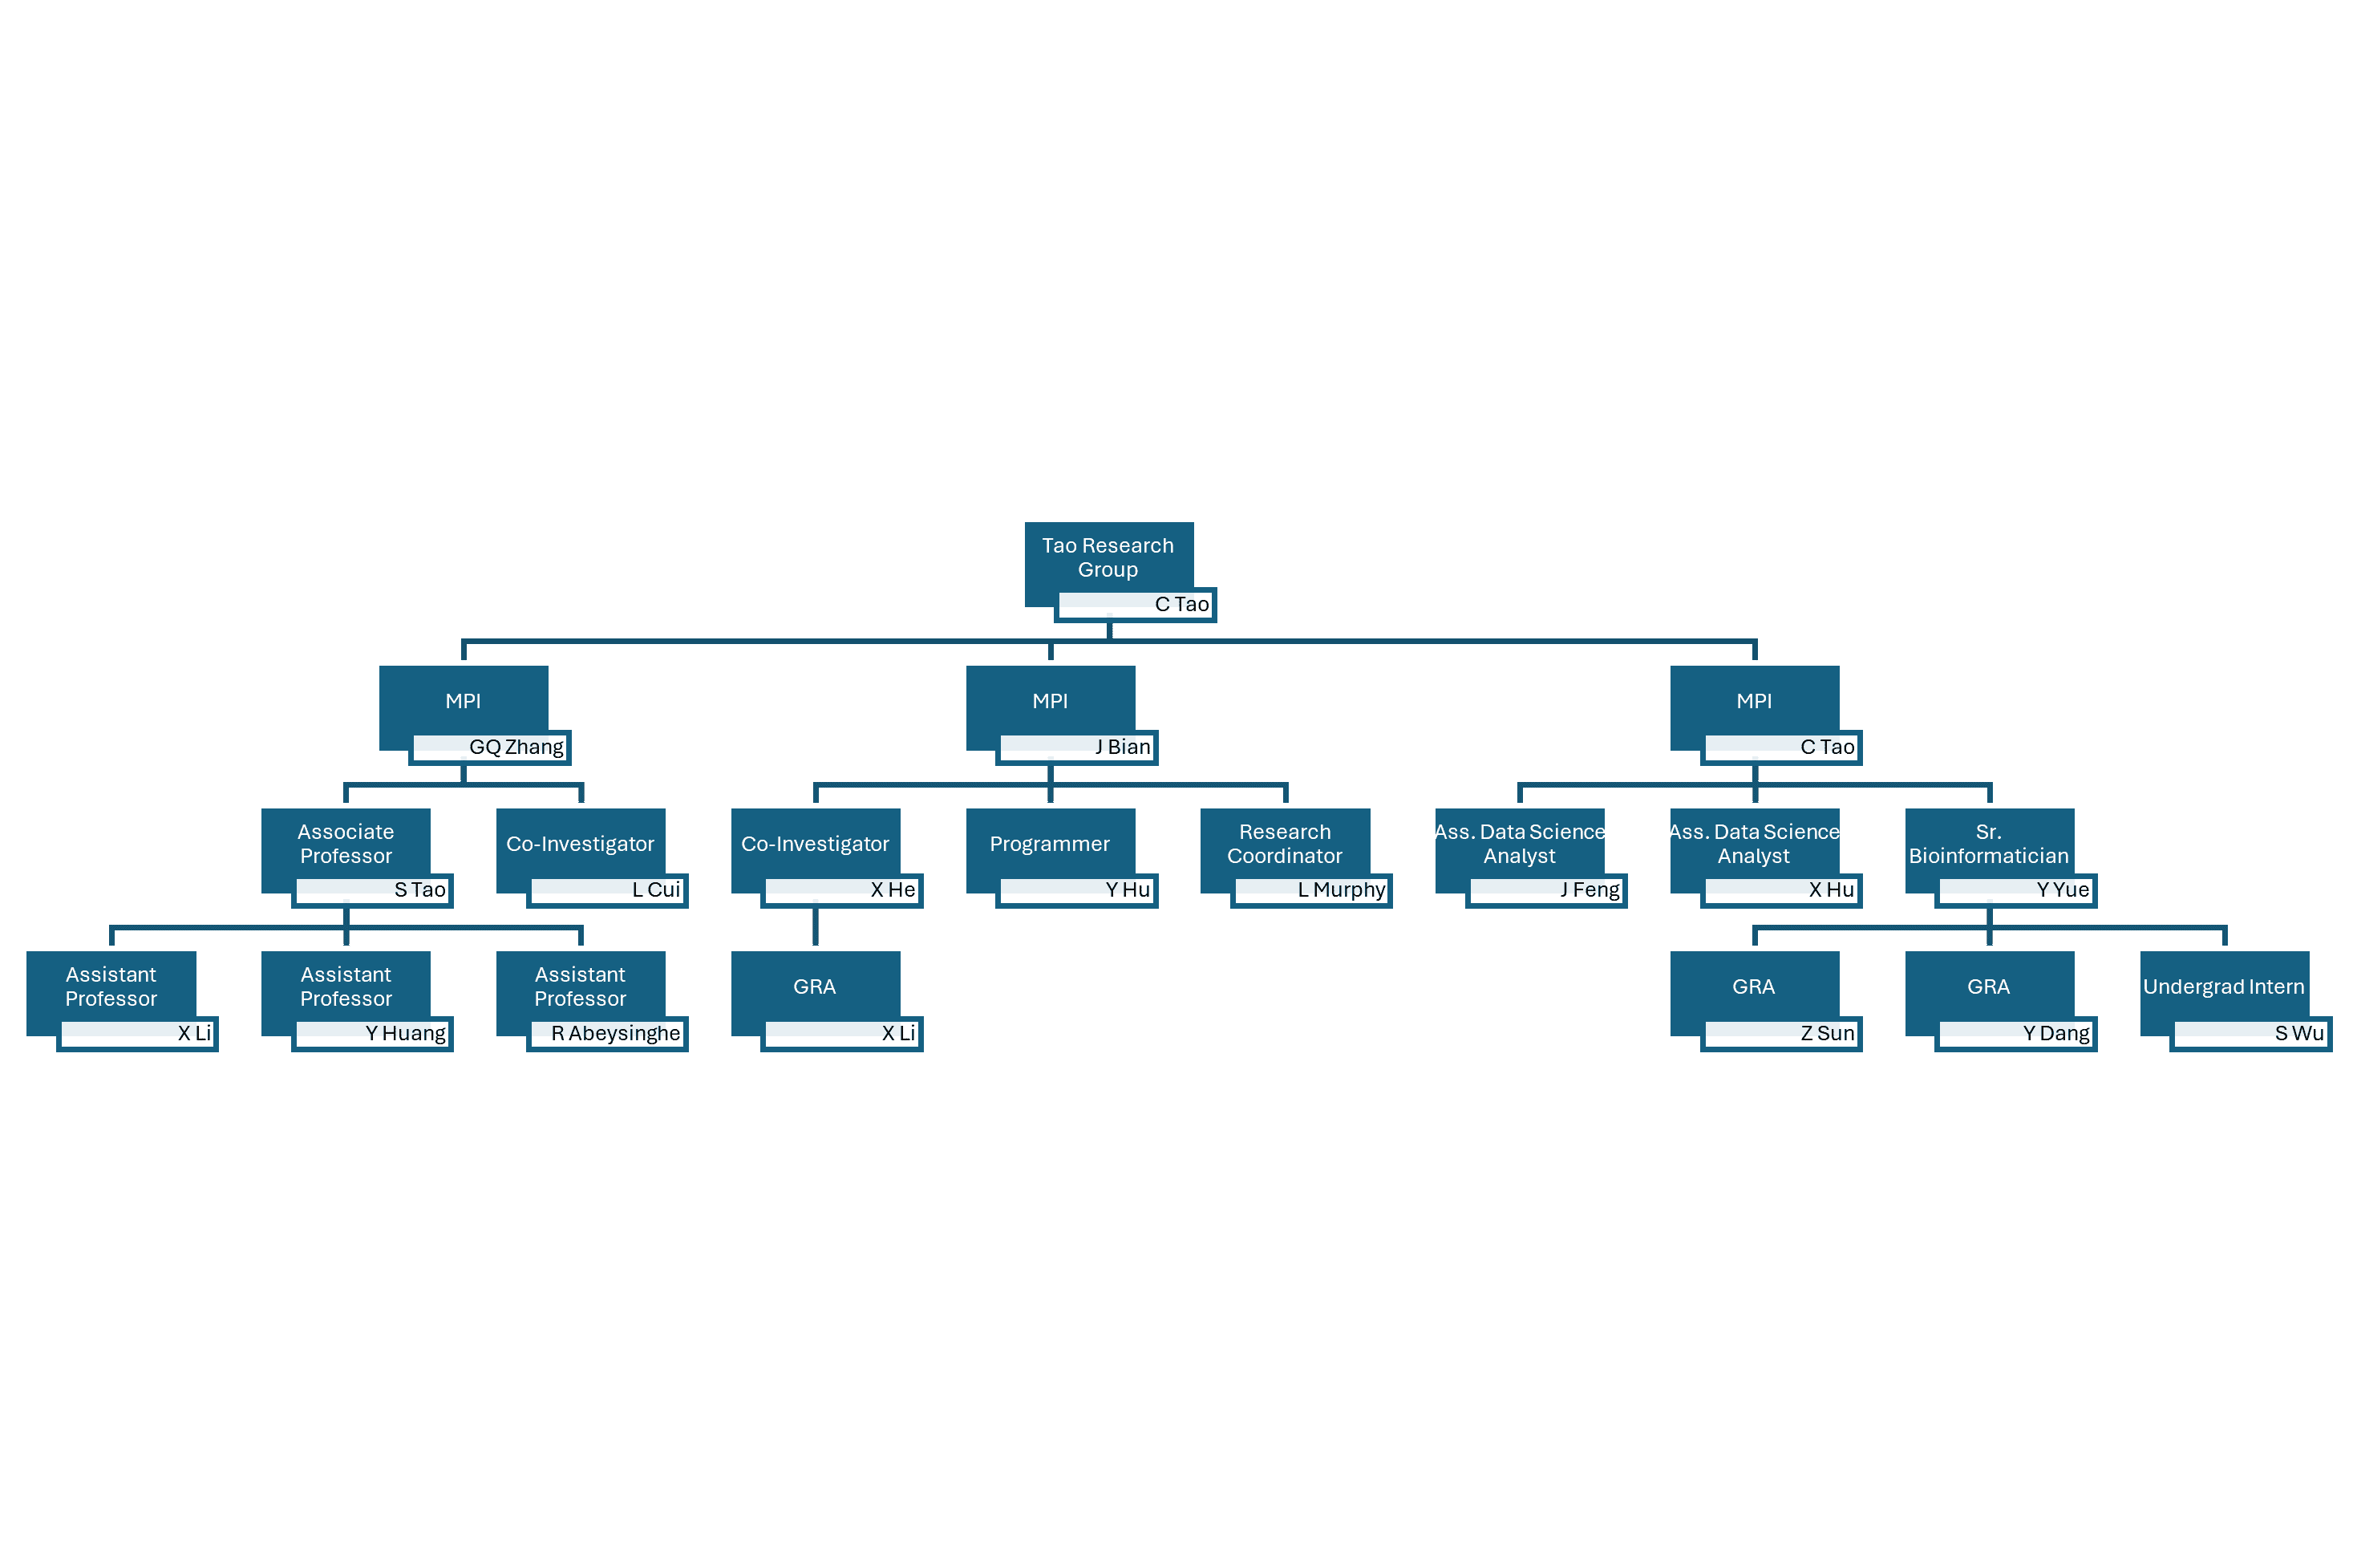 Tao Research
Group
C Tao
MPI
GQ Zhang
MPI
J Bian
MPI
C Tao
Associate
Professor
S Tao
Co-Investigator
L Cui
Co-Investigator
X He
Programmer
Y Hu
Research
Coordinator
L Murphy
Ass. Data Science
Analyst
J Feng
Ass. Data Science
Analyst
X Hu
Sr.
Bioinformatician
Y Yue
Assistant
Professor
X Li
Assistant
Professor
Y Huang
Assistant
Professor
R Abeysinghe
GRA
X Li
GRA
Z Sun
GRA
Y Dang
Undergrad Intern
S Wu